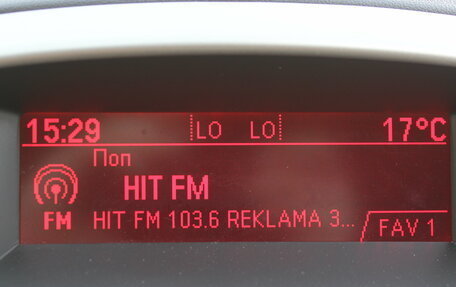 15:29 LO LO 17°C
Поп
HIT FM
FM HIT FM 103.6 REKLAMA 3... FAV 1